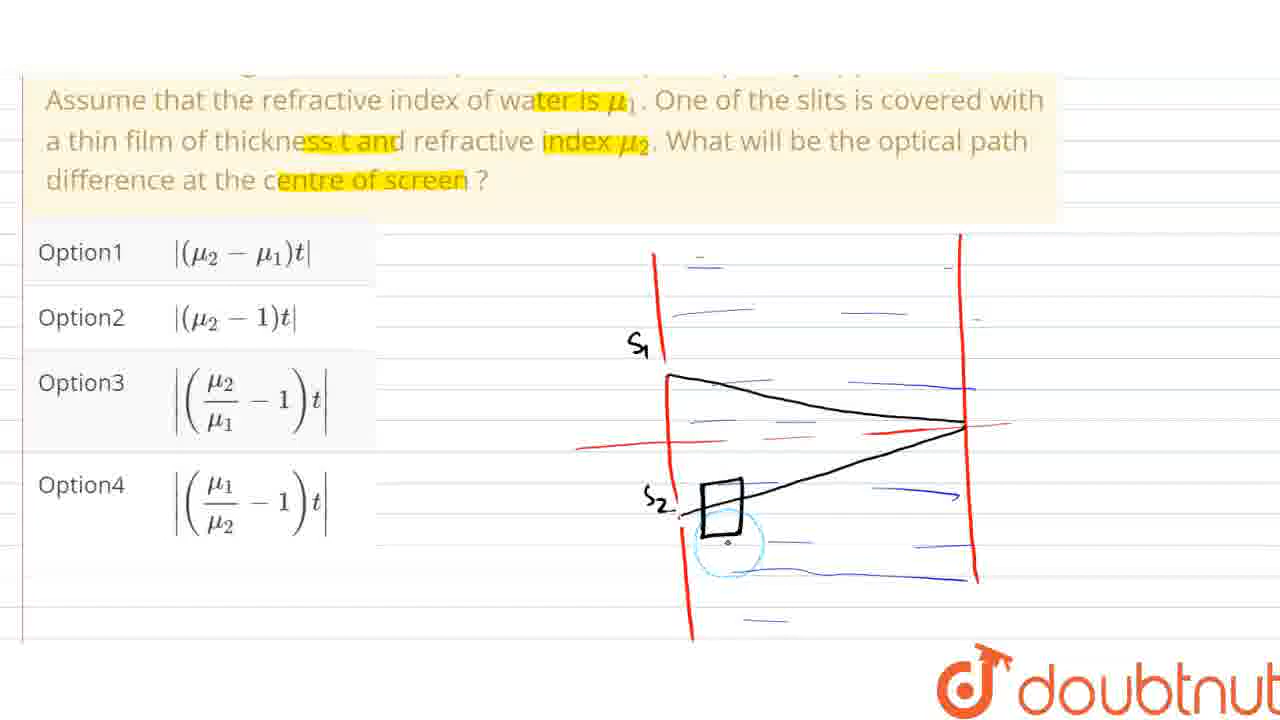 Assume that the refractive index of water is μ₁. One of the slits is covered with
a thin film of thickness t and refractive index μ₂. What will be the optical path
difference at the centre of screen ?
Option1 |(μ₂ − μ₁)t|
Option2 |(μ₂ − 1)t|
Option3 |(μ₂/μ₁ − 1)t|
Option4 |(μ₁/μ₂ − 1)t|
S₁
S₂
doubtnut